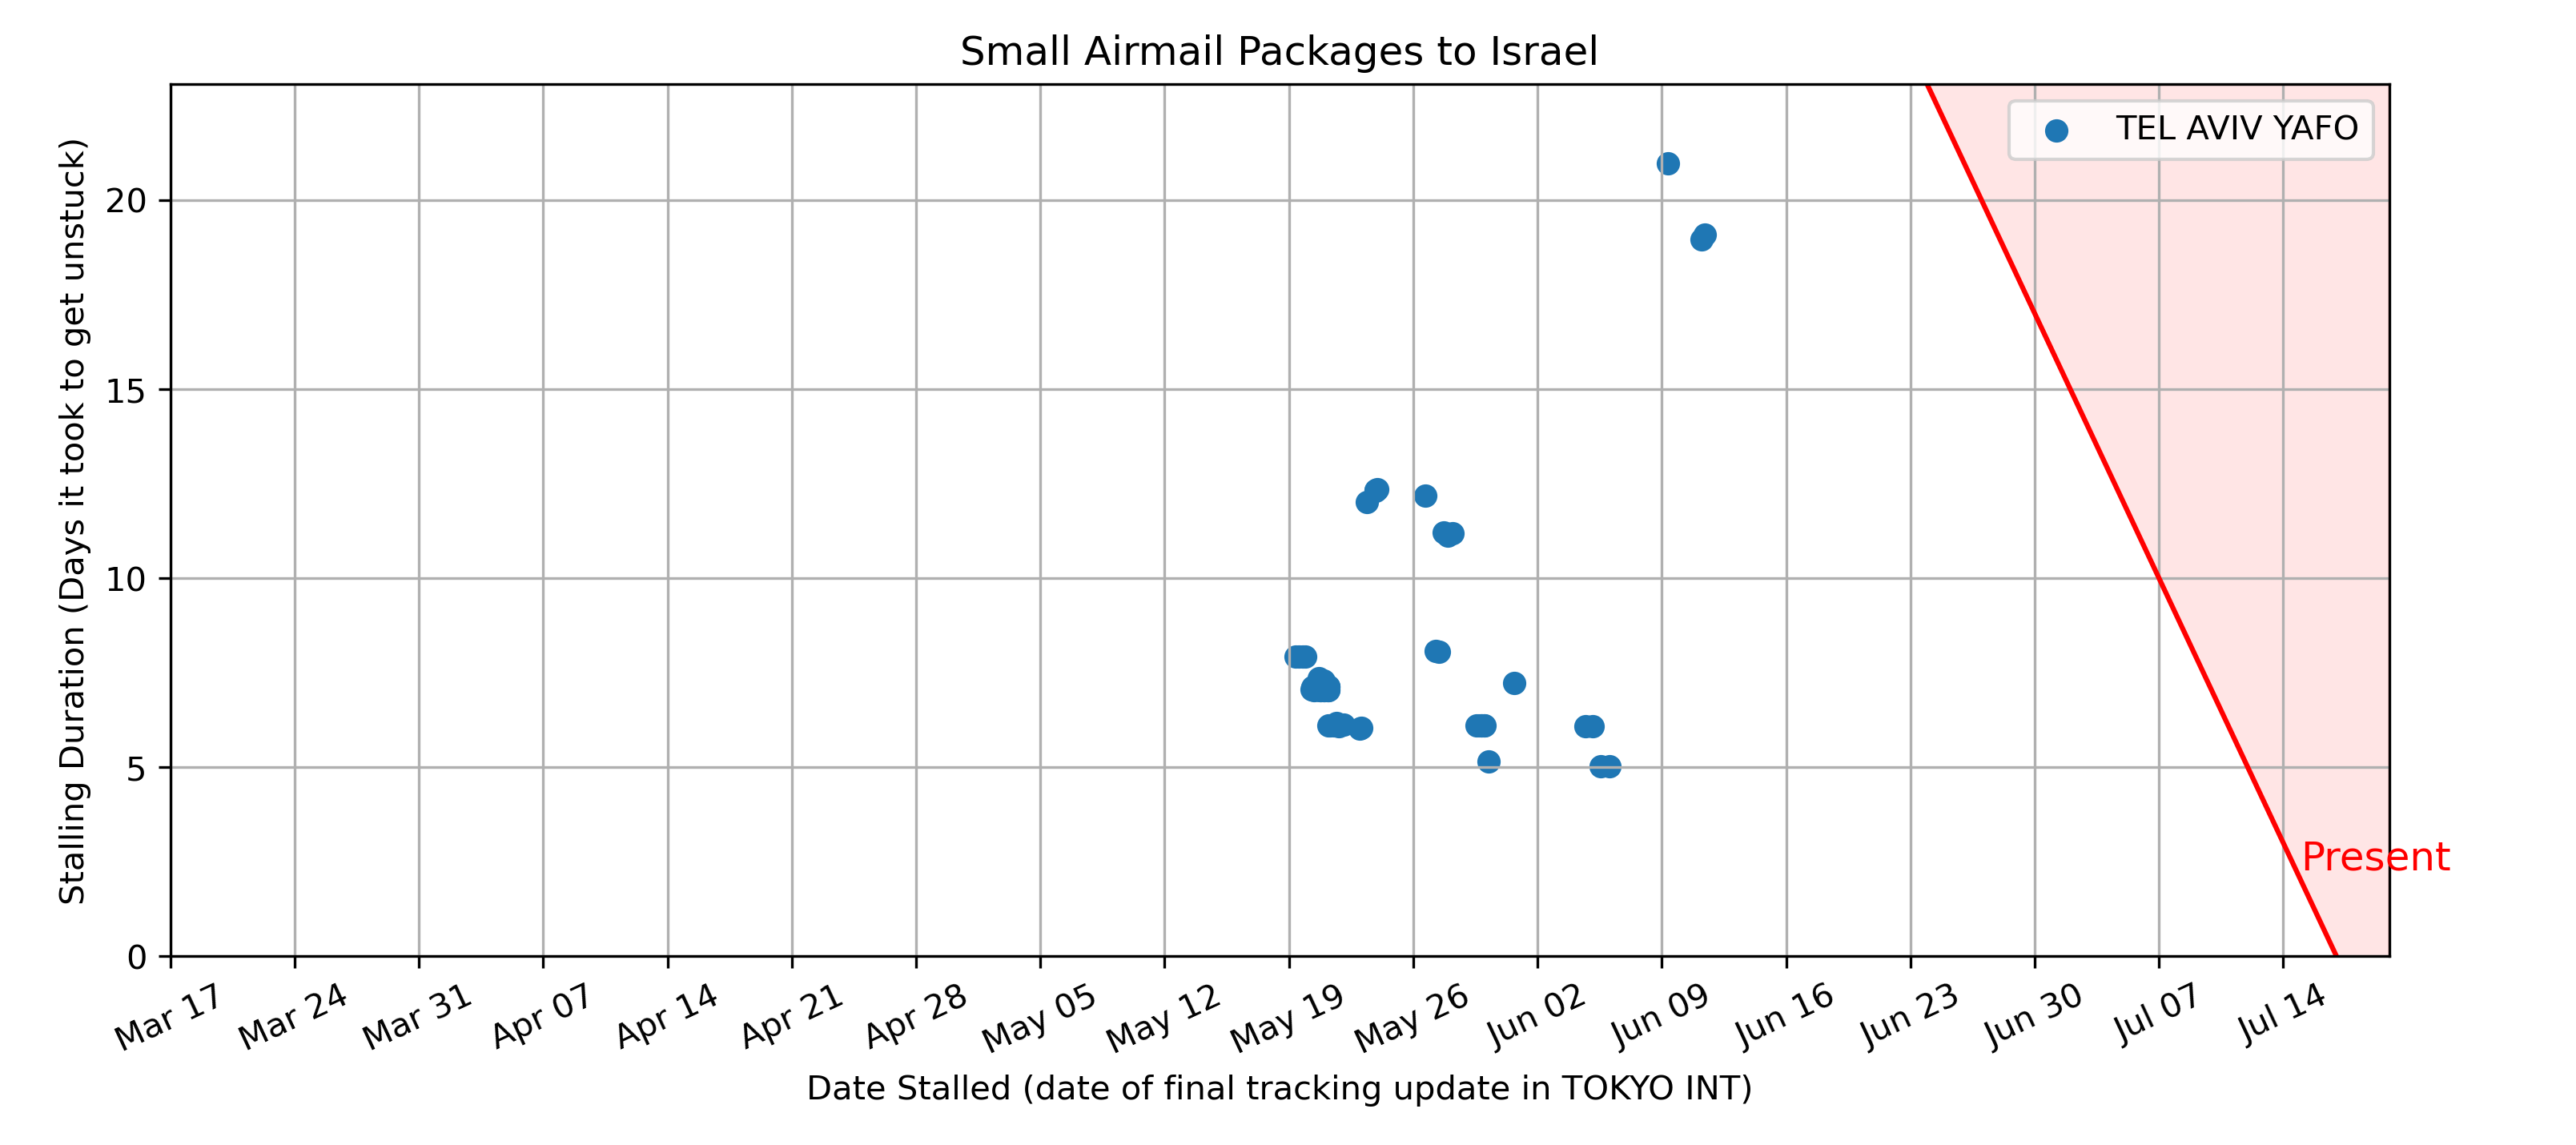 Small Airmail Packages to Israel
TEL AVIV YAFO
Stalling Duration (Days it took to get unstuck)
20
15
10
5
0
Present
Mar 17
Mar 24
Mar 31
Apr 07
Apr 14
Apr 21
Apr 28
May 05
May 12
May 19
May 26
Jun 02
Jun 09
Jun 16
Jun 23
Jun 30
Jul 07
Jul 14
Date Stalled (date of final tracking update in TOKYO INT)